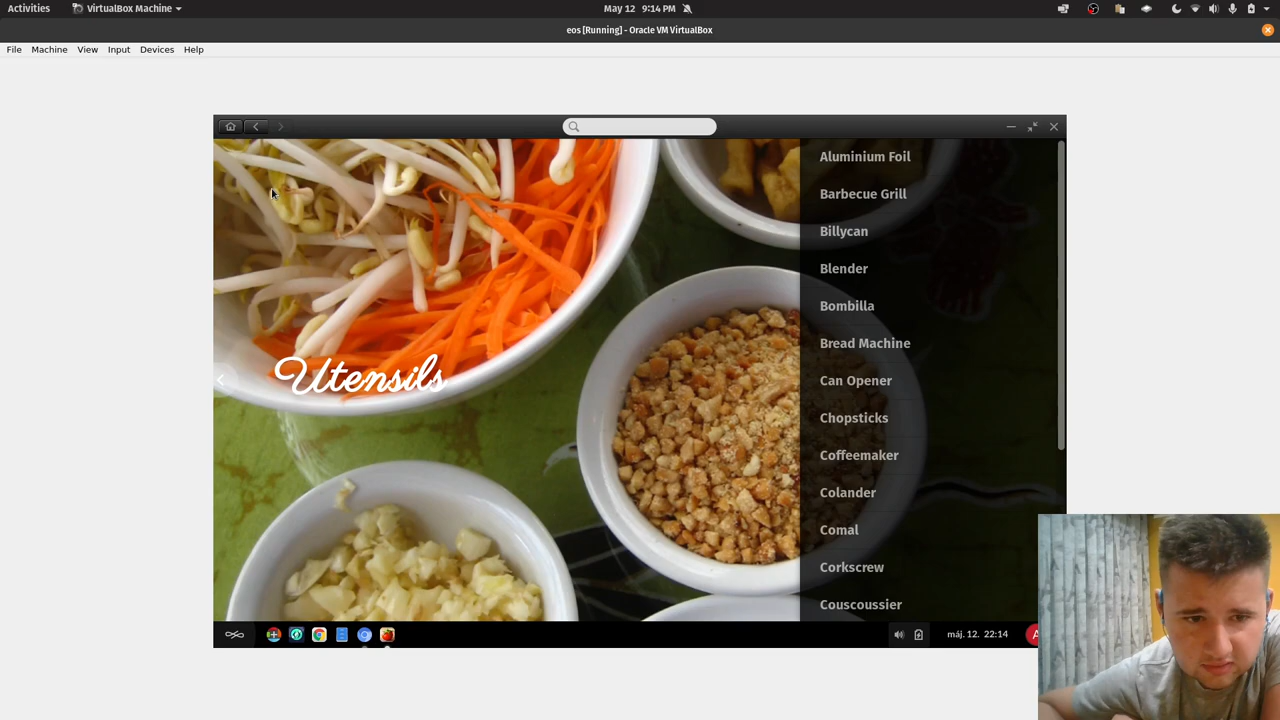 Activities VirtualBox Machine May 12 9:14 PM
eos [Running] - Oracle VM VirtualBox
File Machine View Input Devices Help
Aluminium Foil
Barbecue Grill
Billycan
Blender
Bombilla
Bread Machine
Utensils
Can Opener
Chopsticks
Coffeemaker
Colander
Comal
Corkscrew
Couscoussier
máj. 12. 22:14